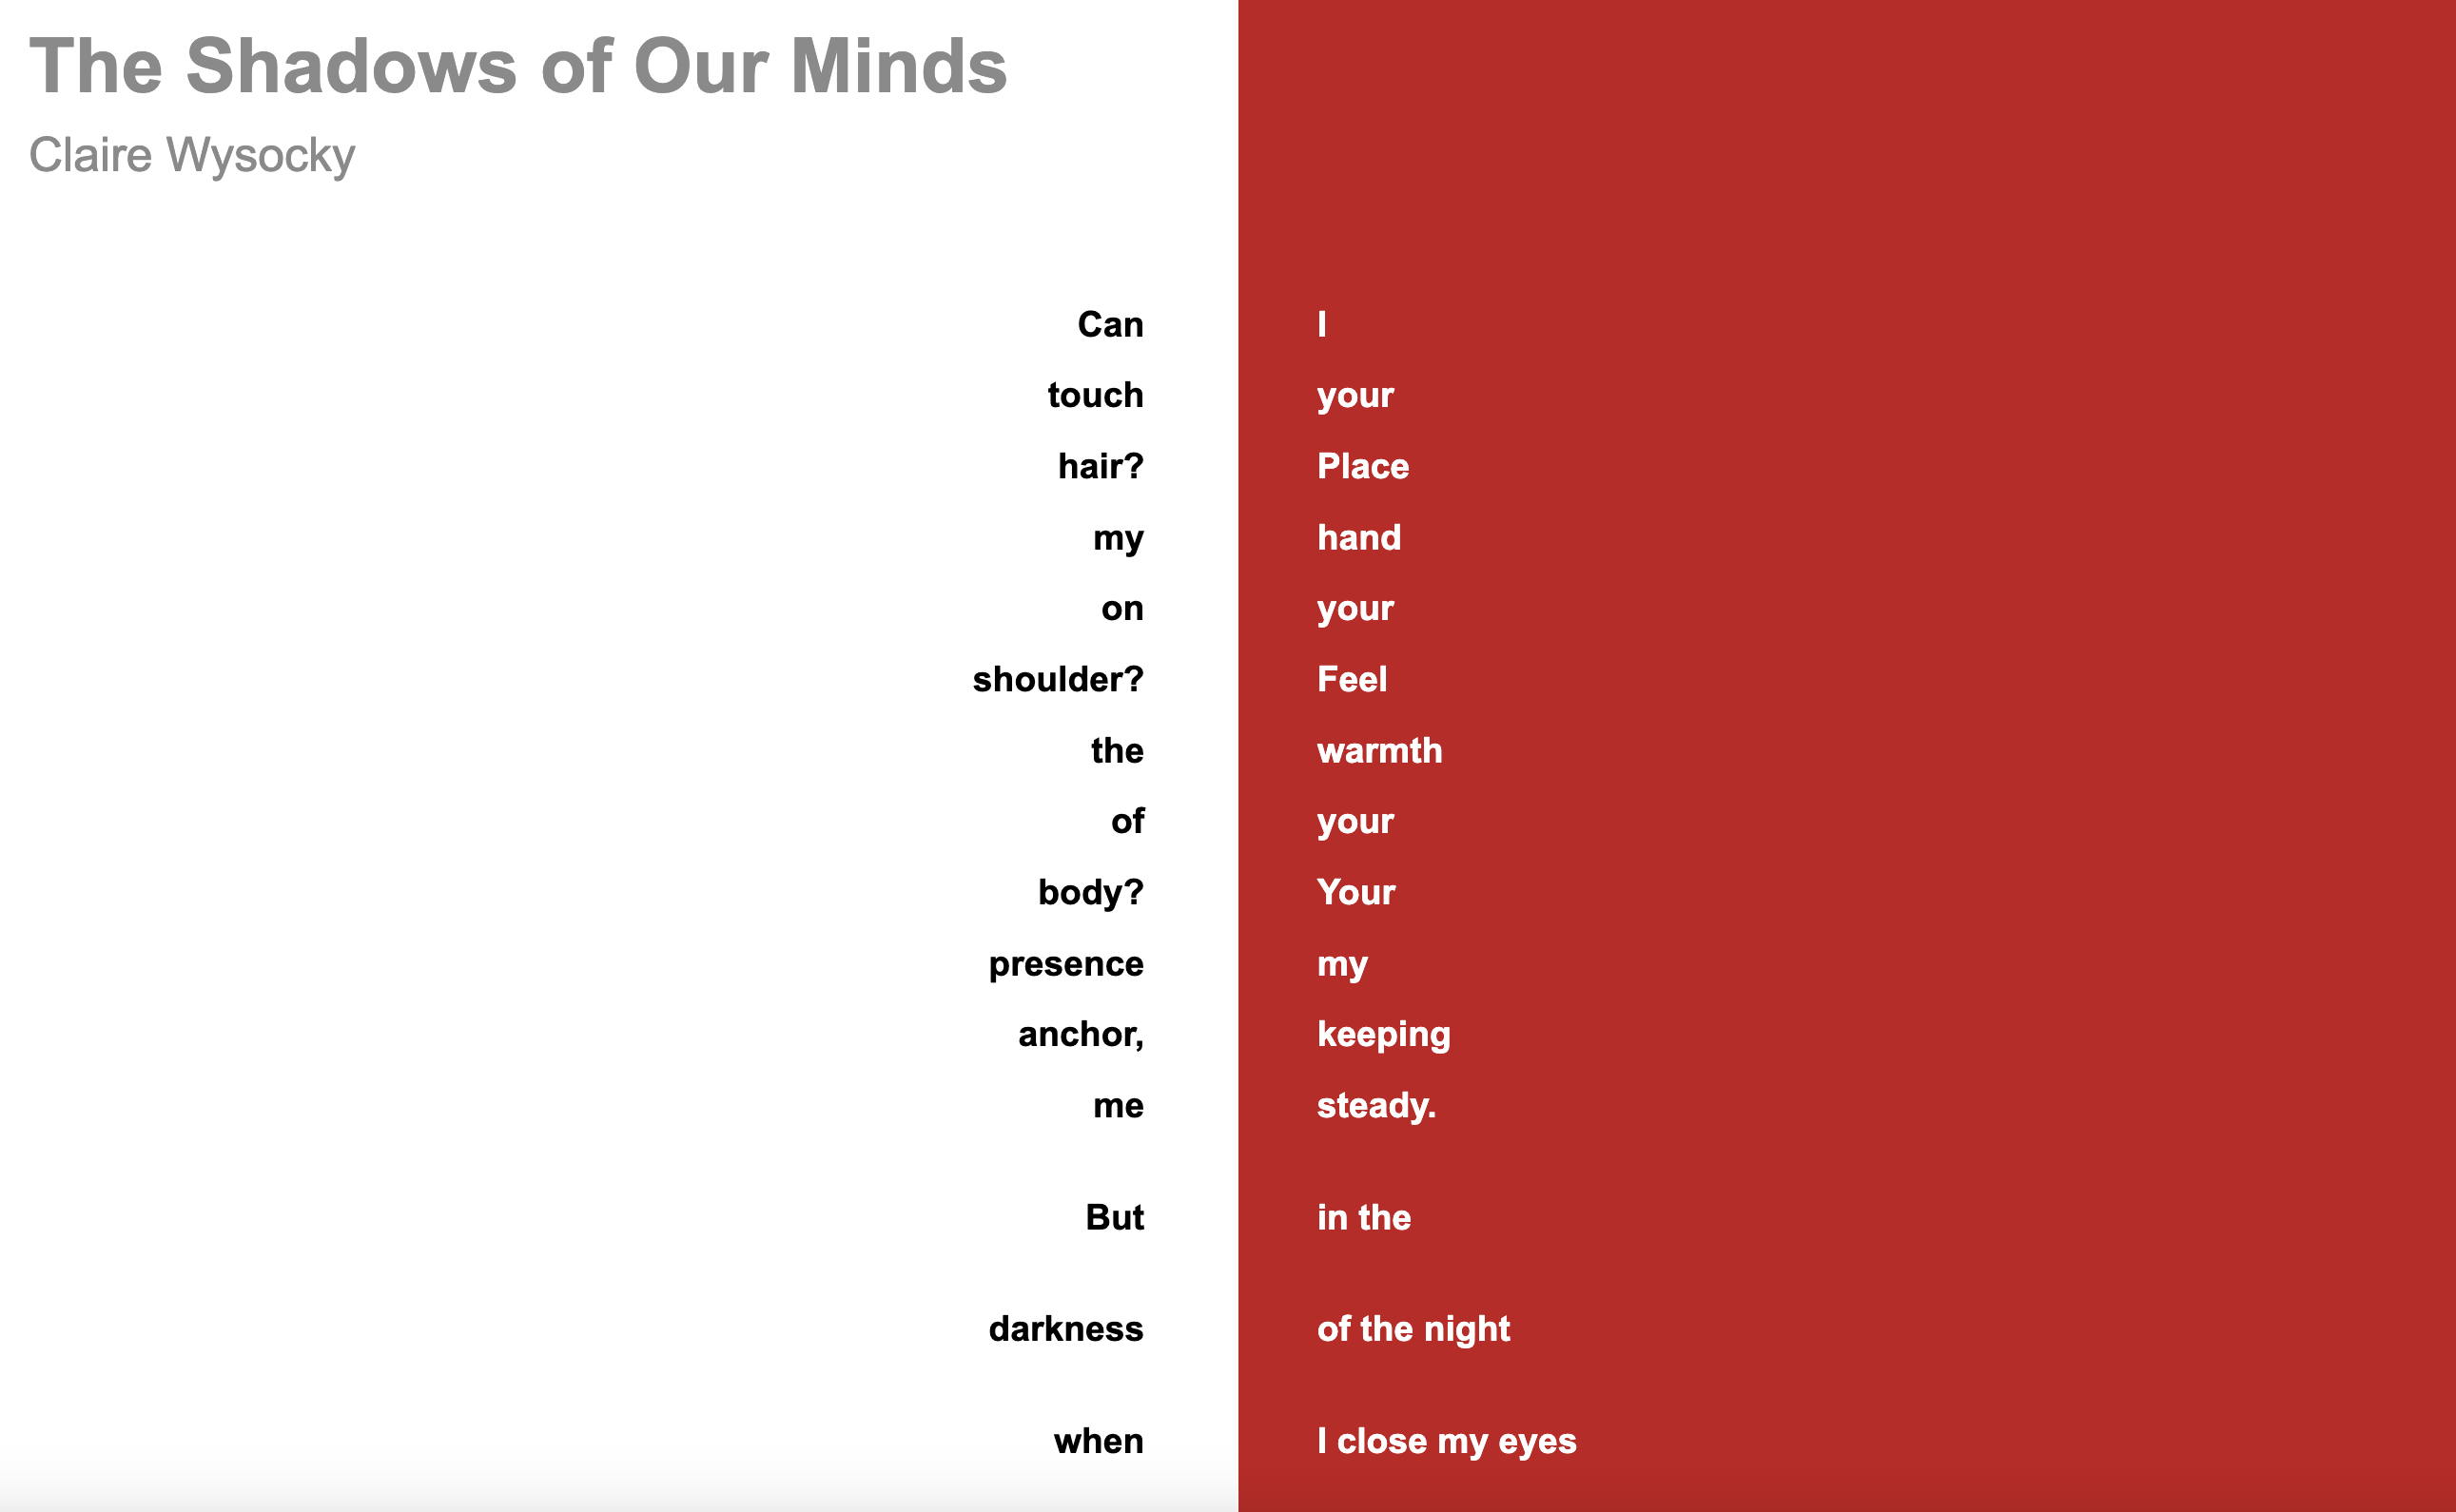 The Shadows of Our Minds
Claire Wysocky
Can I
touch your
hair? Place
my hand
on your
shoulder? Feel
the warmth
of your
body? Your
presence my
anchor, keeping
me steady.
But in the
darkness of the night
when I close my eyes